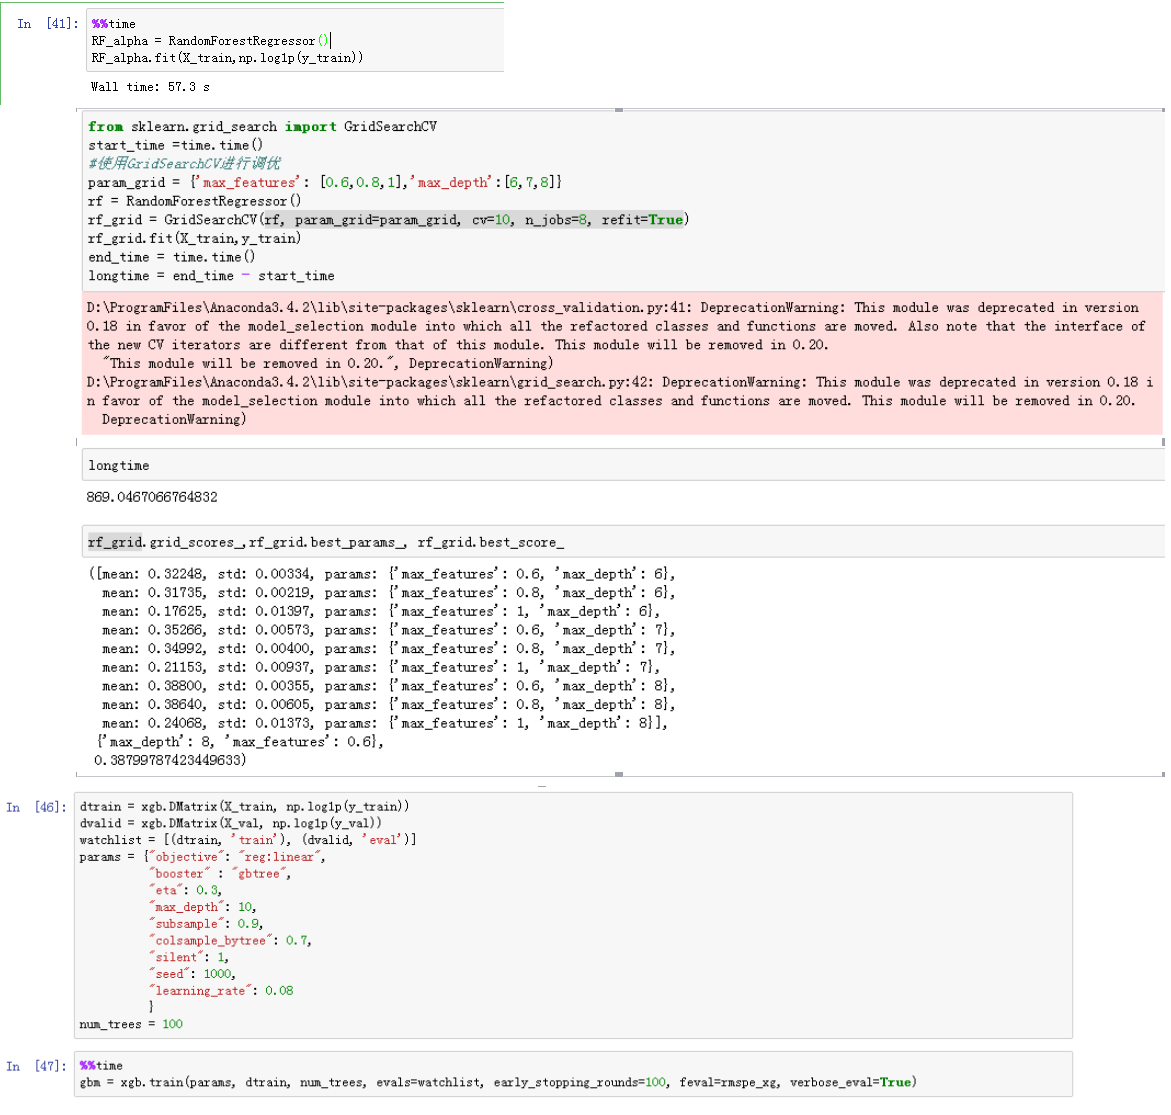 In [41]:
%%time
RF_alpha = RandomForestRegressor()
RF_alpha.fit(X_train,np.log1p(y_train))
Wall time: 57.3 s
from sklearn.grid_search import GridSearchCV
start_time =time.time()
#使用GridSearchCV进行调优
param_grid = {'max_features': [0.6,0.8,1],'max_depth':[6,7,8]}
rf = RandomForestRegressor()
rf_grid = GridSearchCV(rf, param_grid=param_grid, cv=10, n_jobs=8, refit=True)
rf_grid.fit(X_train,y_train)
end_time = time.time()
longtime = end_time - start_time
D:\ProgramFiles\Anaconda3.4.2\lib\site-packages\sklearn\cross_validation.py:41: DeprecationWarning: This module was deprecated in version
0.18 in favor of the model_selection module into which all the refactored classes and functions are moved. Also note that the interface of
the new CV iterators are different from that of this module. This module will be removed in 0.20.
"This module will be removed in 0.20.", DeprecationWarning)
D:\ProgramFiles\Anaconda3.4.2\lib\site-packages\sklearn\grid_search.py:42: DeprecationWarning: This module was deprecated in version 0.18 i
n favor of the model_selection module into which all the refactored classes and functions are moved. This module will be removed in 0.20.
DeprecationWarning)
longtime
869.0467066764832
rf_grid.grid_scores_,rf_grid.best_params_, rf_grid.best_score_
([mean: 0.32248, std: 0.00334, params: {'max_features': 0.6, 'max_depth': 6},
mean: 0.31735, std: 0.00219, params: {'max_features': 0.8, 'max_depth': 6},
mean: 0.17625, std: 0.01397, params: {'max_features': 1, 'max_depth': 6},
mean: 0.35266, std: 0.00573, params: {'max_features': 0.6, 'max_depth': 7},
mean: 0.34992, std: 0.00400, params: {'max_features': 0.8, 'max_depth': 7},
mean: 0.21153, std: 0.00937, params: {'max_features': 1, 'max_depth': 7},
mean: 0.38800, std: 0.00355, params: {'max_features': 0.6, 'max_depth': 8},
mean: 0.38640, std: 0.00605, params: {'max_features': 0.8, 'max_depth': 8},
mean: 0.24068, std: 0.01373, params: {'max_features': 1, 'max_depth': 8}],
{'max_depth': 8, 'max_features': 0.6},
0.38799787423449633)
In [46]:
dtrain = xgb.DMatrix(X_train, np.log1p(y_train))
dvalid = xgb.DMatrix(X_val, np.log1p(y_val))
watchlist = [(dtrain, 'train'), (dvalid, 'eval')]
params = {"objective": "reg:linear",
"booster" : "gbtree",
"eta": 0.3,
"max_depth": 10,
"subsample": 0.9,
"colsample_bytree": 0.7,
"silent": 1,
"seed": 1000,
"learning_rate": 0.08
}
num_trees = 100
In [47]:
%%time
gbm = xgb.train(params, dtrain, num_trees, evals=watchlist, early_stopping_rounds=100, feval=rmspe_xg, verbose_eval=True)